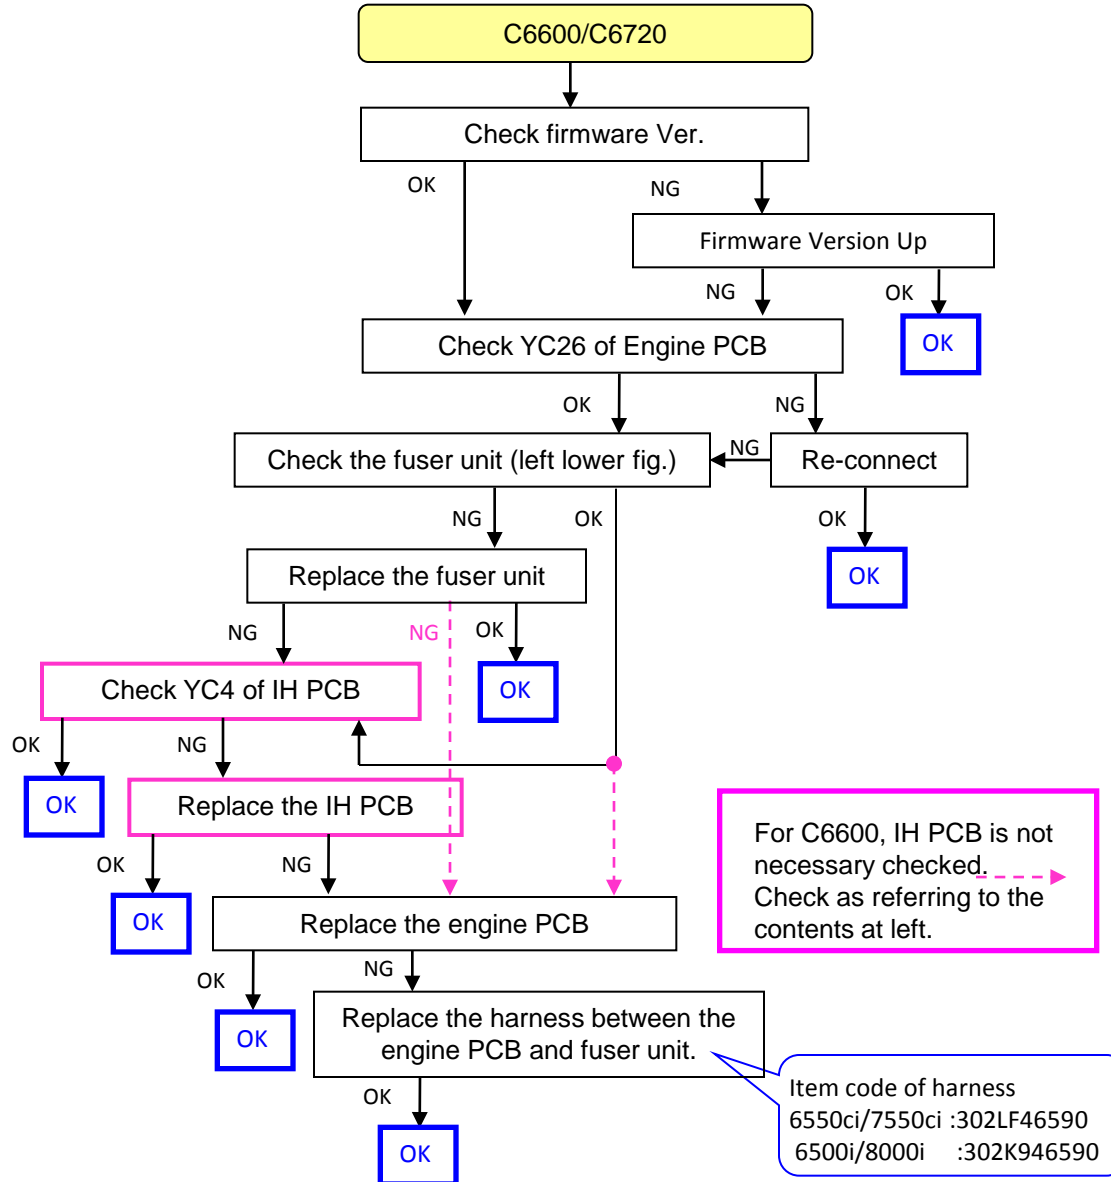 C6600/C6720
Check firmware Ver.
OK
NG
Firmware Version Up
NG
OK
OK
Check YC26 of Engine PCB
OK
NG
Check the fuser unit (left lower fig.)
NG
Re-connect
NG
OK
OK
OK
Replace the fuser unit
NG
NG
OK
OK
Check YC4 of IH PCB
OK
NG
OK
Replace the IH PCB
OK
NG
OK
For C6600, IH PCB is not
necessary checked.
Check as referring to the
contents at left.
Replace the engine PCB
OK
NG
OK
Replace the harness between the
engine PCB and fuser unit.
OK
OK
Item code of harness
6550ci/7550ci :302LF46590
6500i/8000i :302K946590